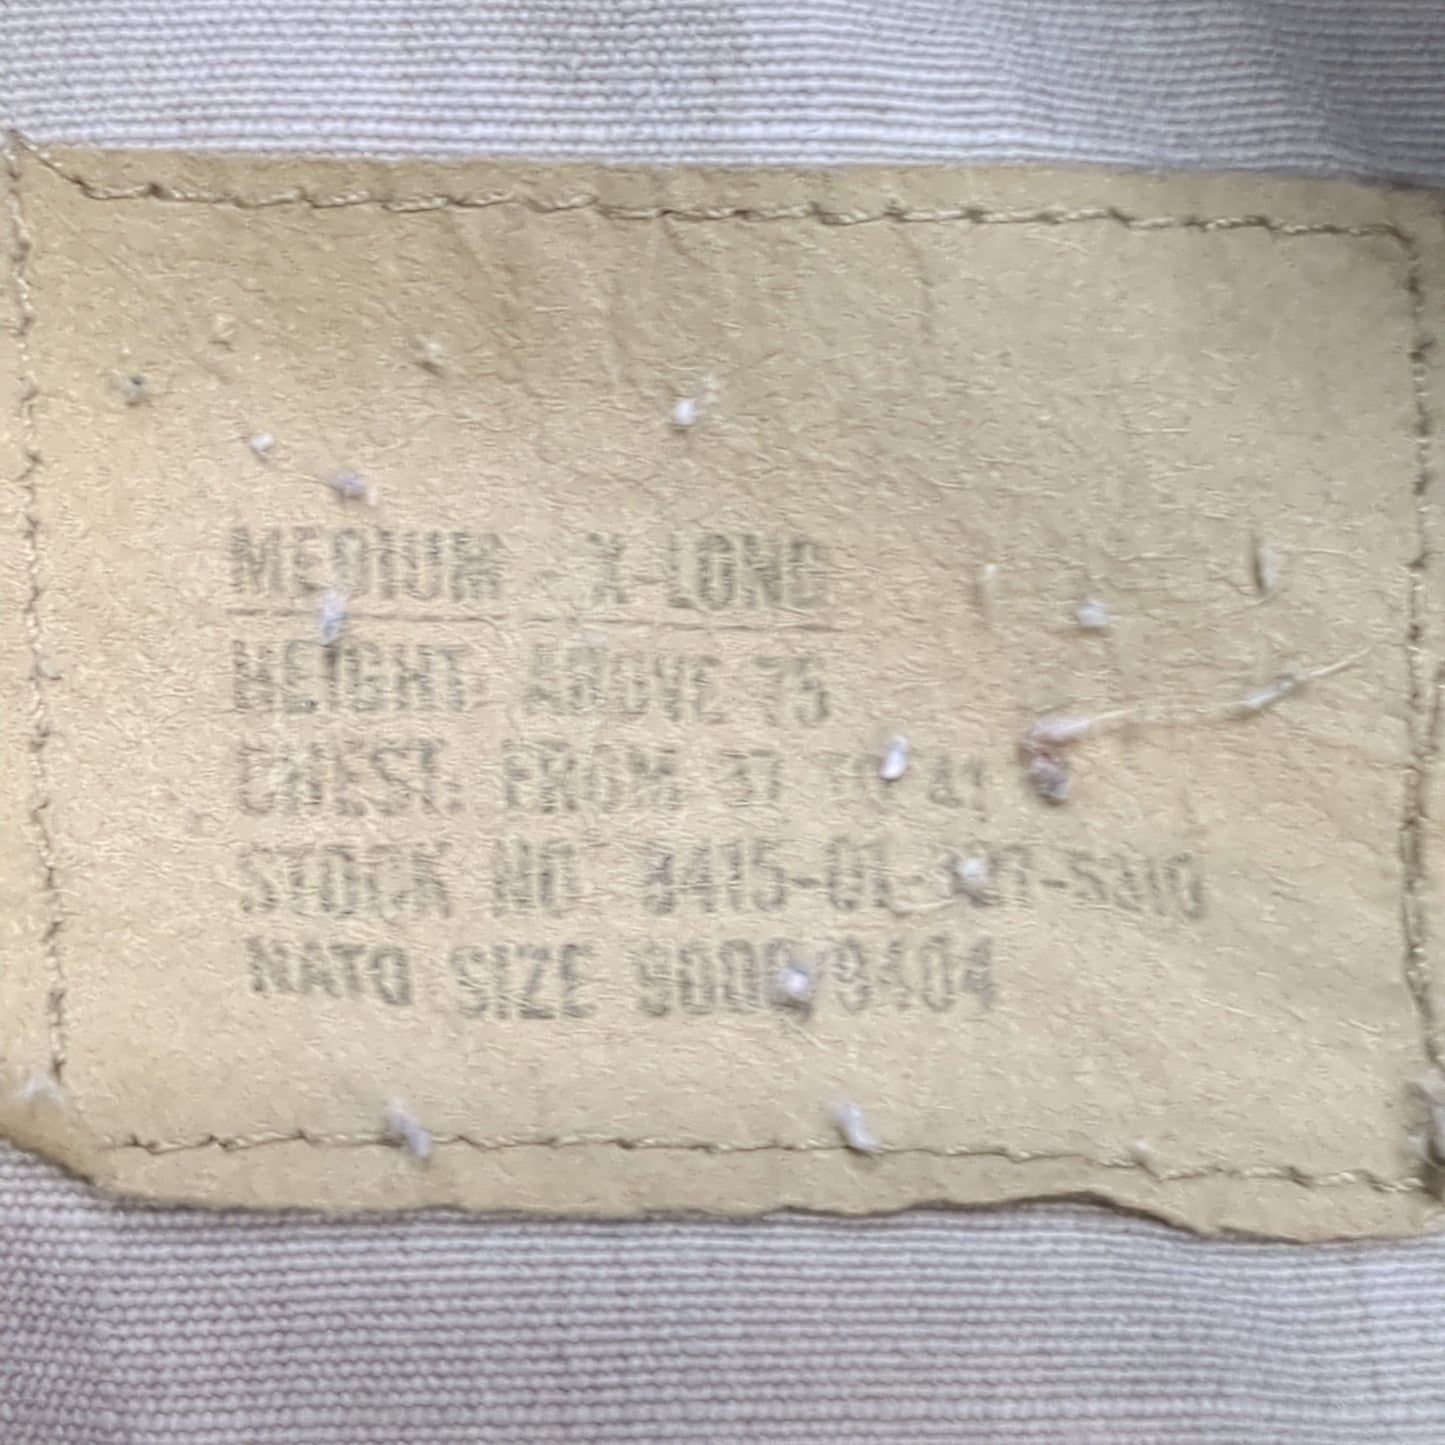 MEDIUM - X-LONG
HEIGHT: ABOVE 75
CHEST: FROM 37 TO 41
STOCK NO.
NATO SIZE